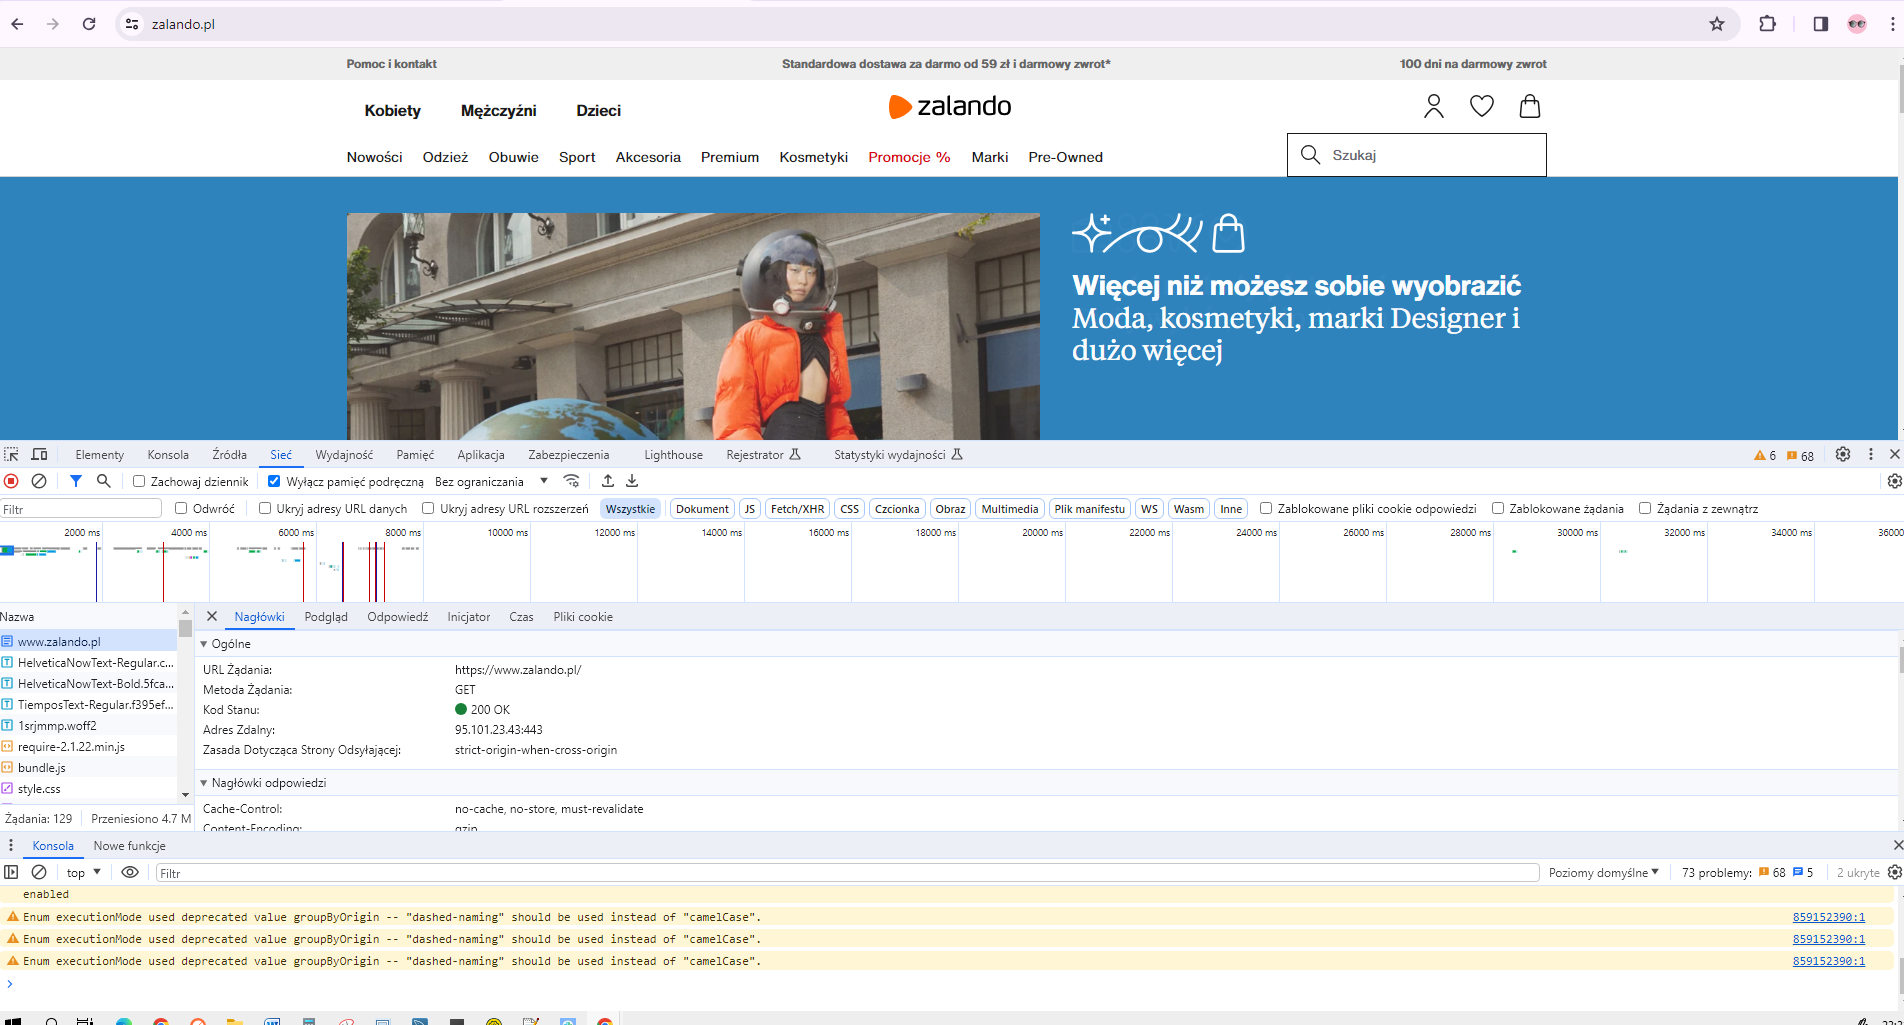 zalando.pl
Pomoc i kontakt
Standardowa dostawa za darmo od 59 zł i darmowy zwrot*
100 dni na darmowy zwrot
Kobiety Mężczyźni Dzieci
zalando
Nowości Odzież Obuwie Sport Akcesoria Premium Kosmetyki Promocje % Marki Pre-Owned
Szukaj
Więcej niż możesz sobie wyobrazić
Moda, kosmetyki, marki Designer i
dużo więcej
Elementy Konsola Źródła Sieć Wydajność Pamięć Aplikacja Zabezpieczenia Lighthouse Rejestrator Statystyki wydajności 6 68
Zachowaj dziennik Wyłącz pamięć podręczną Bez ograniczania
Filtr Odwróć Ukryj adresy URL danych Ukryj adresy URL rozszerzeń Wszystkie Dokument JS Fetch/XHR CSS Czcionka Obraz Multimedia Plik manifestu WS Wasm Inne Zablokowane pliki cookie odpowiedzi Zablokowane żądania Żądania z zewnątrz
2000 ms 4000 ms 6000 ms 8000 ms 10000 ms 12000 ms 14000 ms 16000 ms 18000 ms 20000 ms 22000 ms 24000 ms 26000 ms 28000 ms 30000 ms 32000 ms 34000 ms 36000
Nazwa
www.zalando.pl
HelveticaNowText-Regular.c...
HelveticaNowText-Bold.5fca...
TiemposText-Regular.f395ef...
1srjmmp.woff2
require-2.1.22.min.js
bundle.js
style.css
Żądania: 129 Przeniesiono 4.7 M
Nagłówki Podgląd Odpowiedź Inicjator Czas Pliki cookie
Ogólne
URL Żądania: https://www.zalando.pl/
Metoda Żądania: GET
Kod Stanu: 200 OK
Adres Zdalny: 95.101.23.43:443
Zasada Dotycząca Strony Odsyłającej: strict-origin-when-cross-origin
Nagłówki odpowiedzi
Cache-Control: no-cache, no-store, must-revalidate
Content-Encoding: gzip
Konsola Nowe funkcje
top Filtr Poziomy domyślne 73 problemy: 68 5 2 ukryte
enabled
Enum executionMode used deprecated value groupByOrigin -- "dashed-naming" should be used instead of "camelCase". 859152390:1
Enum executionMode used deprecated value groupByOrigin -- "dashed-naming" should be used instead of "camelCase". 859152390:1
Enum executionMode used deprecated value groupByOrigin -- "dashed-naming" should be used instead of "camelCase". 859152390:1